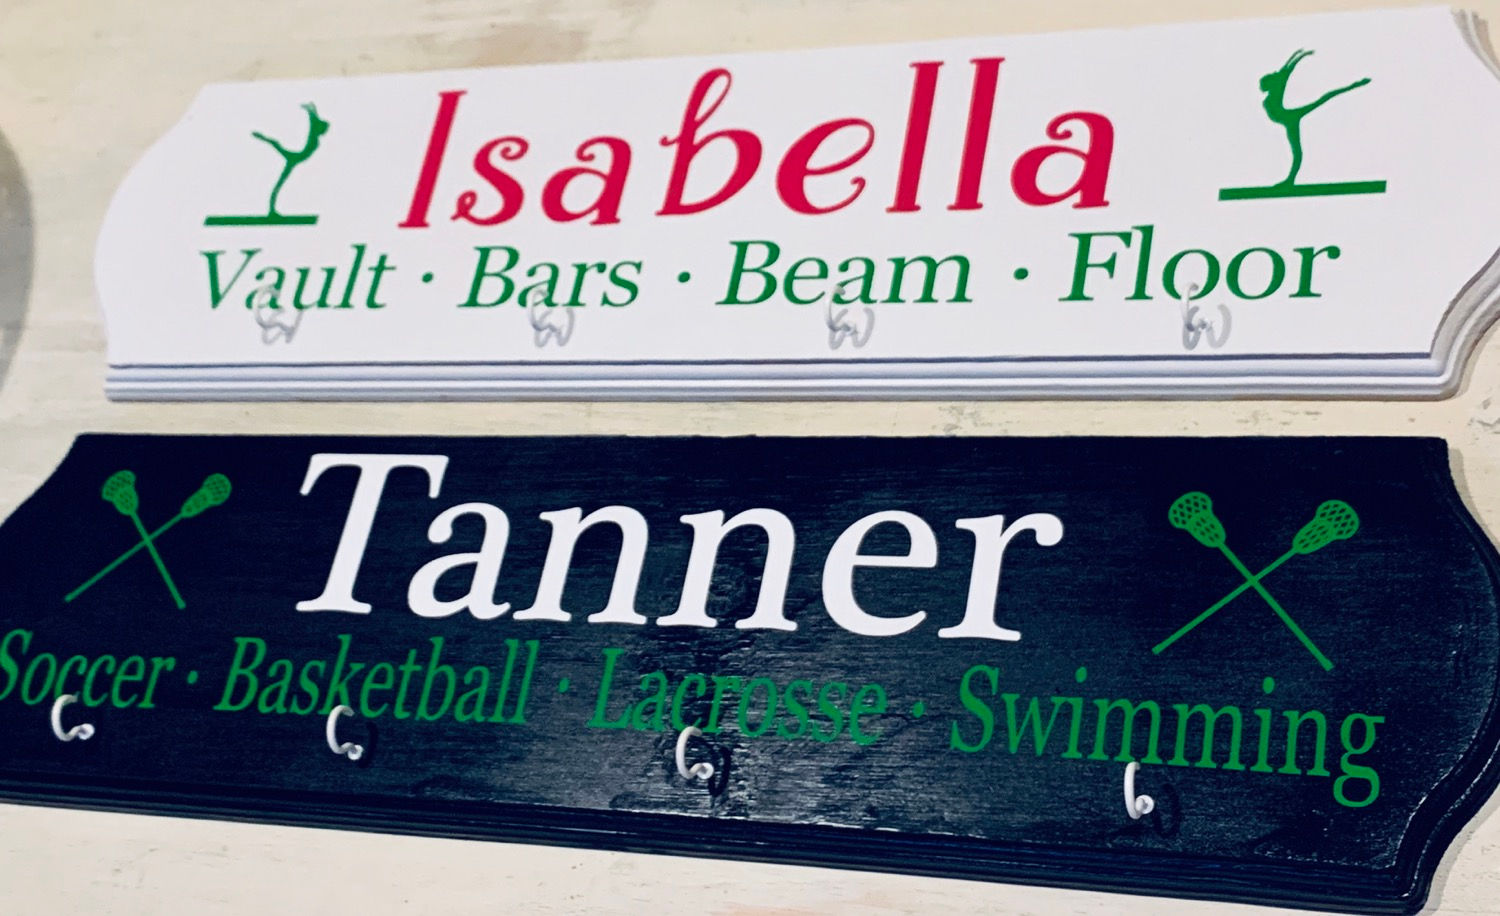 Isabella
Vault · Bars · Beam · Floor
Tanner
Soccer · Basketball · Lacrosse · Swimming